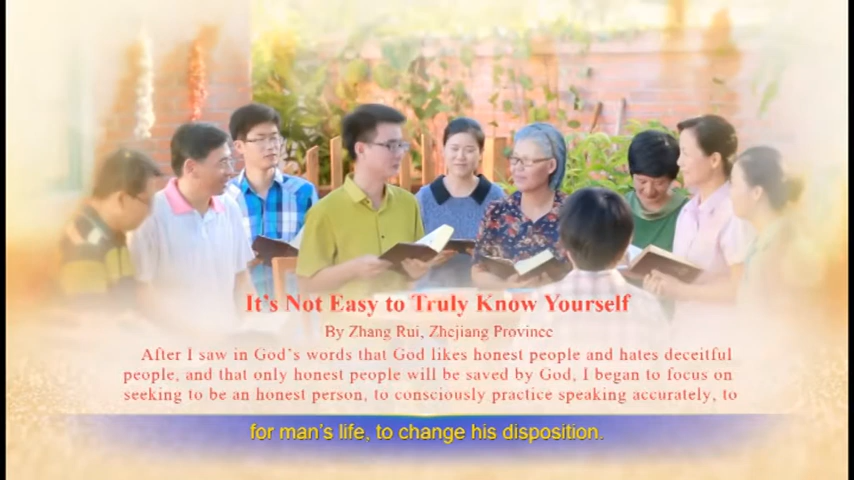 It's Not Easy to Truly Know Yourself
By Zhang Rui, Zhejiang Province
After I saw in God's words that God likes honest people and hates deceitful
people, and that only honest people will be saved by God, I began to focus on
seeking to be an honest person, to consciously practice speaking accurately, to
for man's life, to change his disposition.